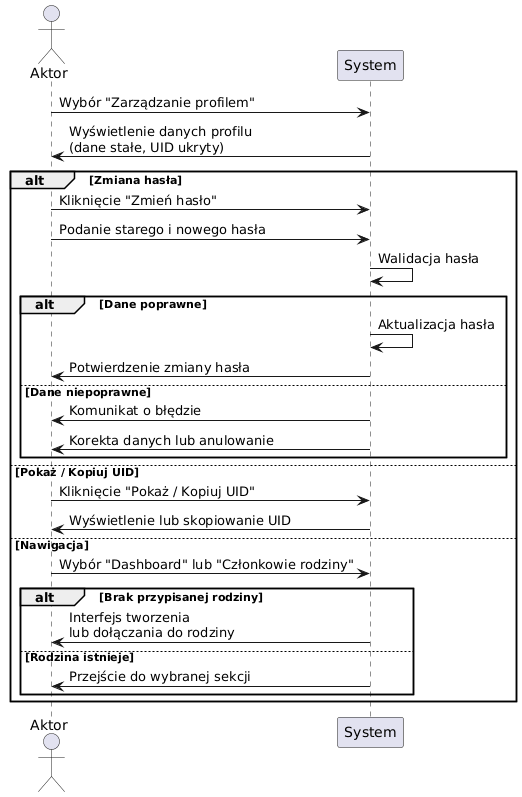 Aktor
System
Wybór "Zarządzanie profilem"
Wyświetlenie danych profilu
(dane stałe, UID ukryty)
alt [Zmiana hasła]
Kliknięcie "Zmień hasło"
Podanie starego i nowego hasła
Walidacja hasła
alt [Dane poprawne]
Aktualizacja hasła
Potwierdzenie zmiany hasła
[Dane niepoprawne]
Komunikat o błędzie
Korekta danych lub anulowanie
[Pokaż / Kopiuj UID]
Kliknięcie "Pokaż / Kopiuj UID"
Wyświetlenie lub skopiowanie UID
[Nawigacja]
Wybór "Dashboard" lub "Członkowie rodziny"
alt [Brak przypisanej rodziny]
Interfejs tworzenia
lub dołączania do rodziny
[Rodzina istnieje]
Przejście do wybranej sekcji
Aktor
System